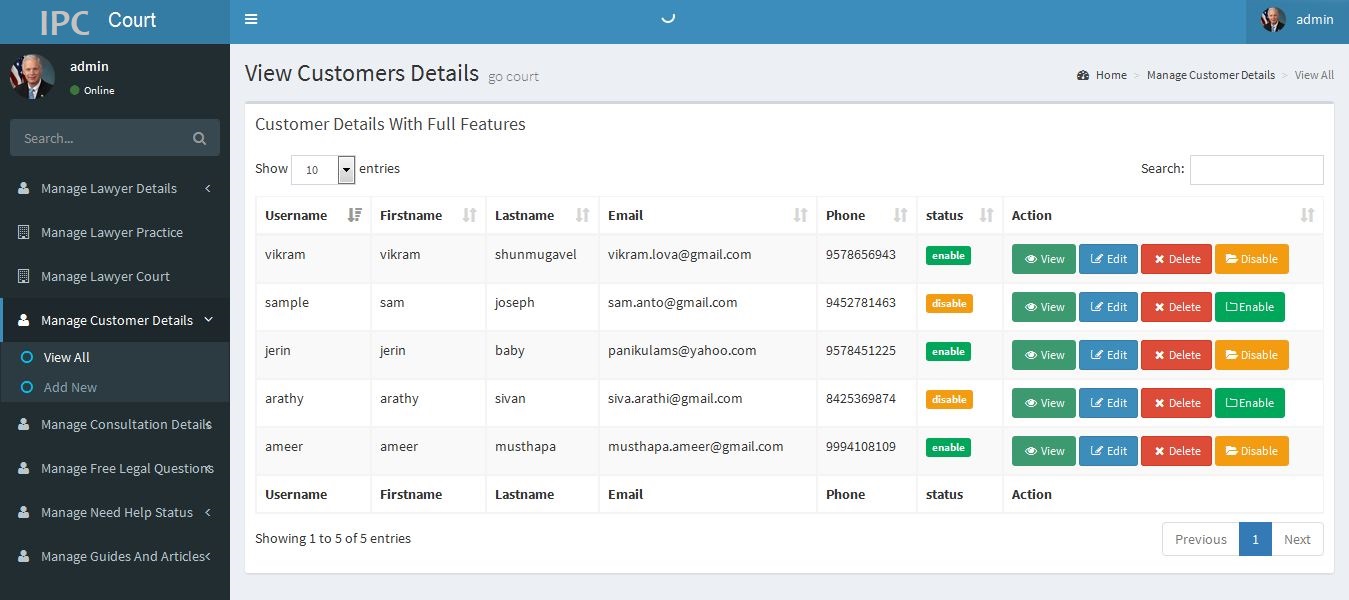 IPC Court
admin
admin
Online
Search...
Manage Lawyer Details
Manage Lawyer Practice
Manage Lawyer Court
Manage Customer Details
View All
Add New
Manage Consultation Details
Manage Free Legal Questions
Manage Need Help Status
Manage Guides And Articles
View Customers Details go court
Home > Manage Customer Details > View All
Customer Details With Full Features
Show 10 entries Search:
Username Firstname Lastname Email Phone status Action
vikram vikram shunmugavel vikram.lova@gmail.com 9578656943 enable View Edit Delete Disable
sample sam joseph sam.anto@gmail.com 9452781463 disable View Edit Delete Enable
jerin jerin baby panikulams@yahoo.com 9578451225 enable View Edit Delete Disable
arathy arathy sivan siva.arathi@gmail.com 8425369874 disable View Edit Delete Enable
ameer ameer musthapa musthapa.ameer@gmail.com 9994108109 enable View Edit Delete Disable
Username Firstname Lastname Email Phone status Action
Showing 1 to 5 of 5 entries Previous 1 Next